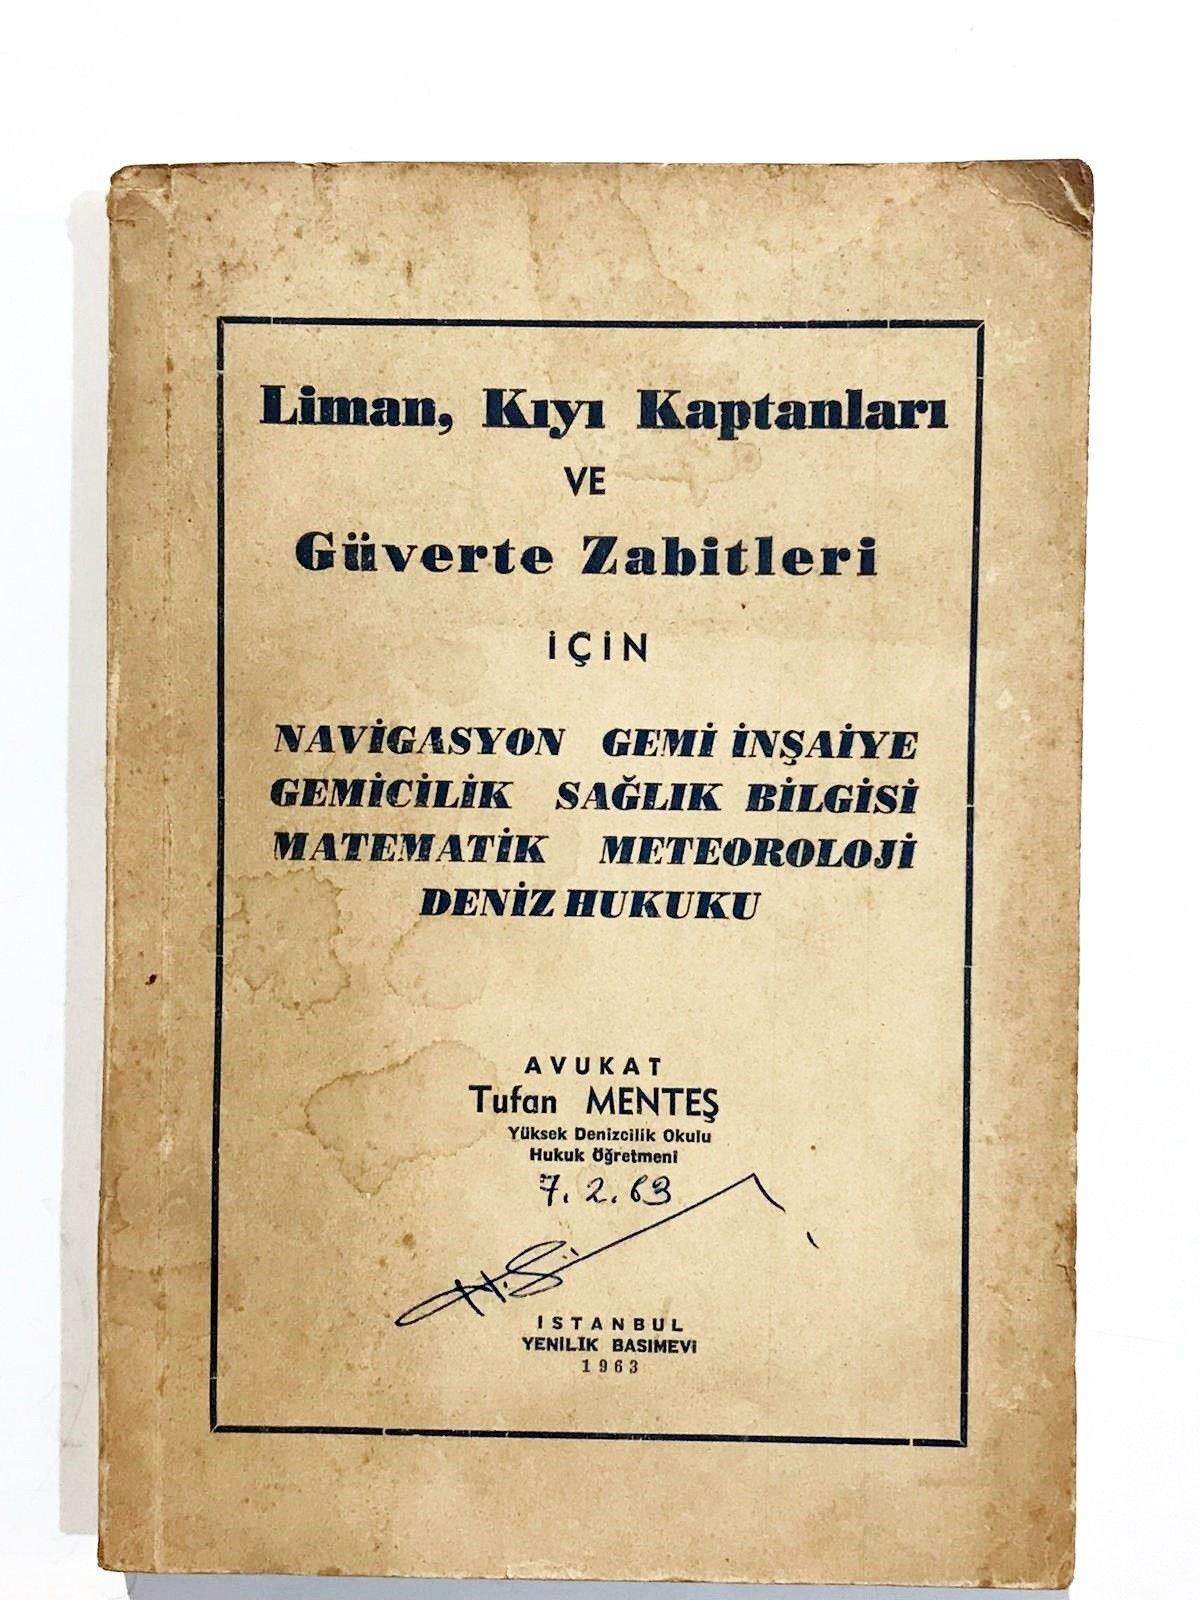 Liman, Kıyı Kaptanları
VE
Güverte Zabitleri
İÇİN
NAVİGASYON GEMİ İNŞAİYE
GEMİCİLİK SAĞLIK BİLGİSİ
MATEMATİK METEOROLOJİ
DENİZ HUKUKU
AVUKAT
Tufan MENTEŞ
Yüksek Denizcilik Okulu
Hukuk Öğretmeni
7.2.63
İSTANBUL
YENİLİK BASIMEVİ
1963